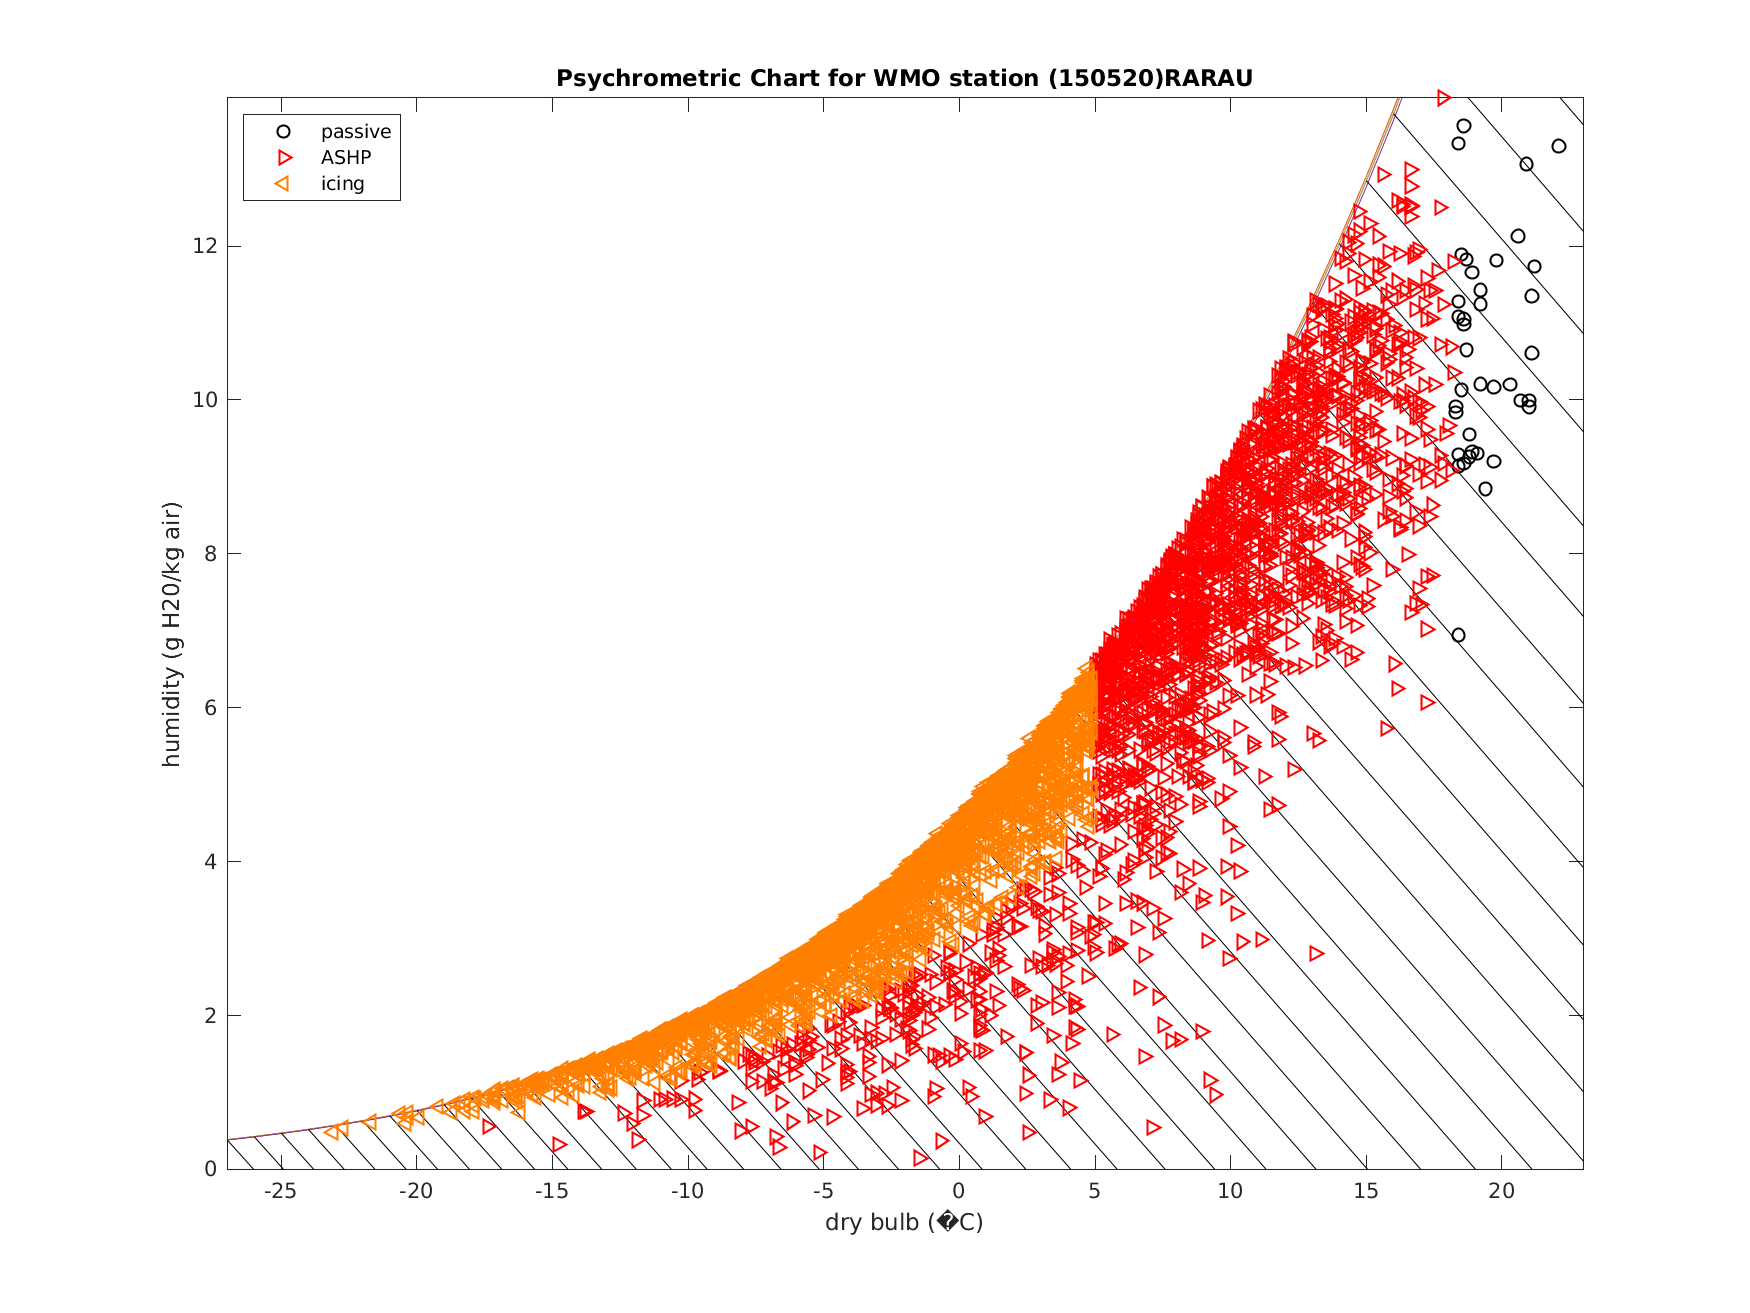 Psychrometric Chart for WMO station (150520)RARAU
passive
ASHP
icing
humidity (g H20/kg air)
12
10
8
6
4
2
0
-25 -20 -15 -10 -5 0 5 10 15 20
dry bulb (�C)